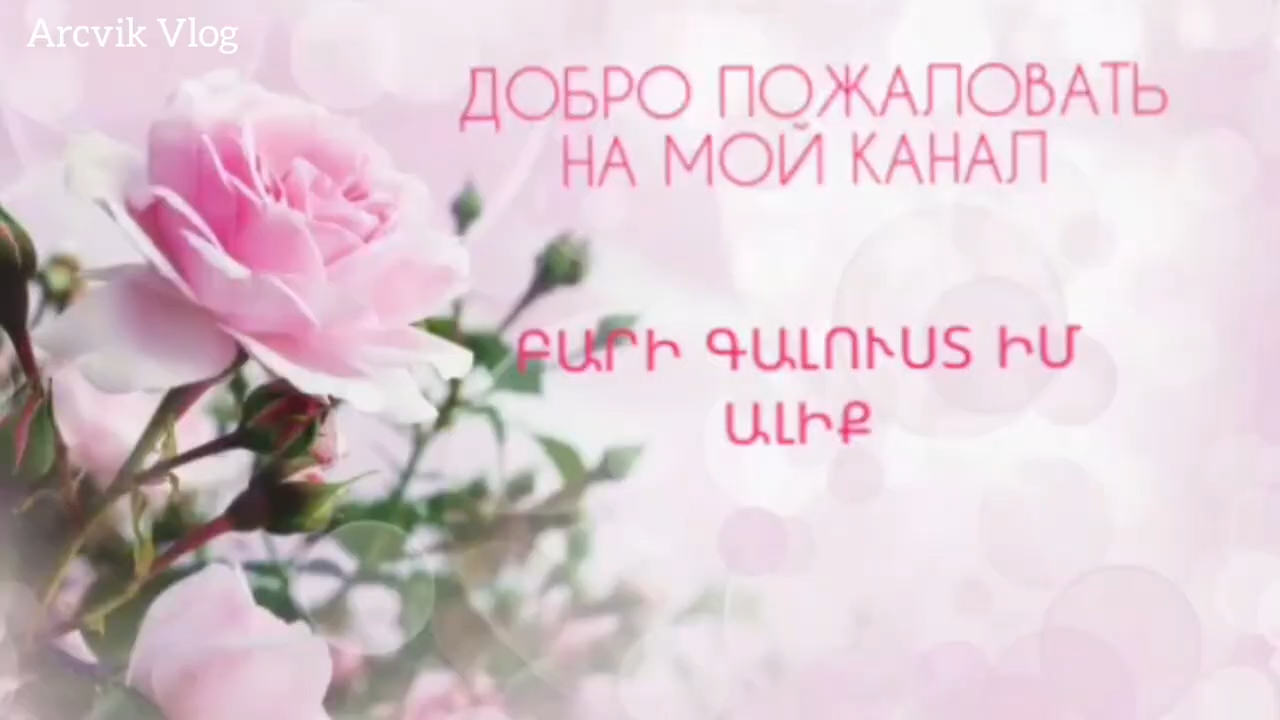 Arcvik Vlog
ДОБРО ПОЖАЛОВАТЬ
НА МОЙ КАНАЛ
ԲԱՐԻ ԳԱԼՈՒՍՏ ԻՄ
ԱԼԻՔ